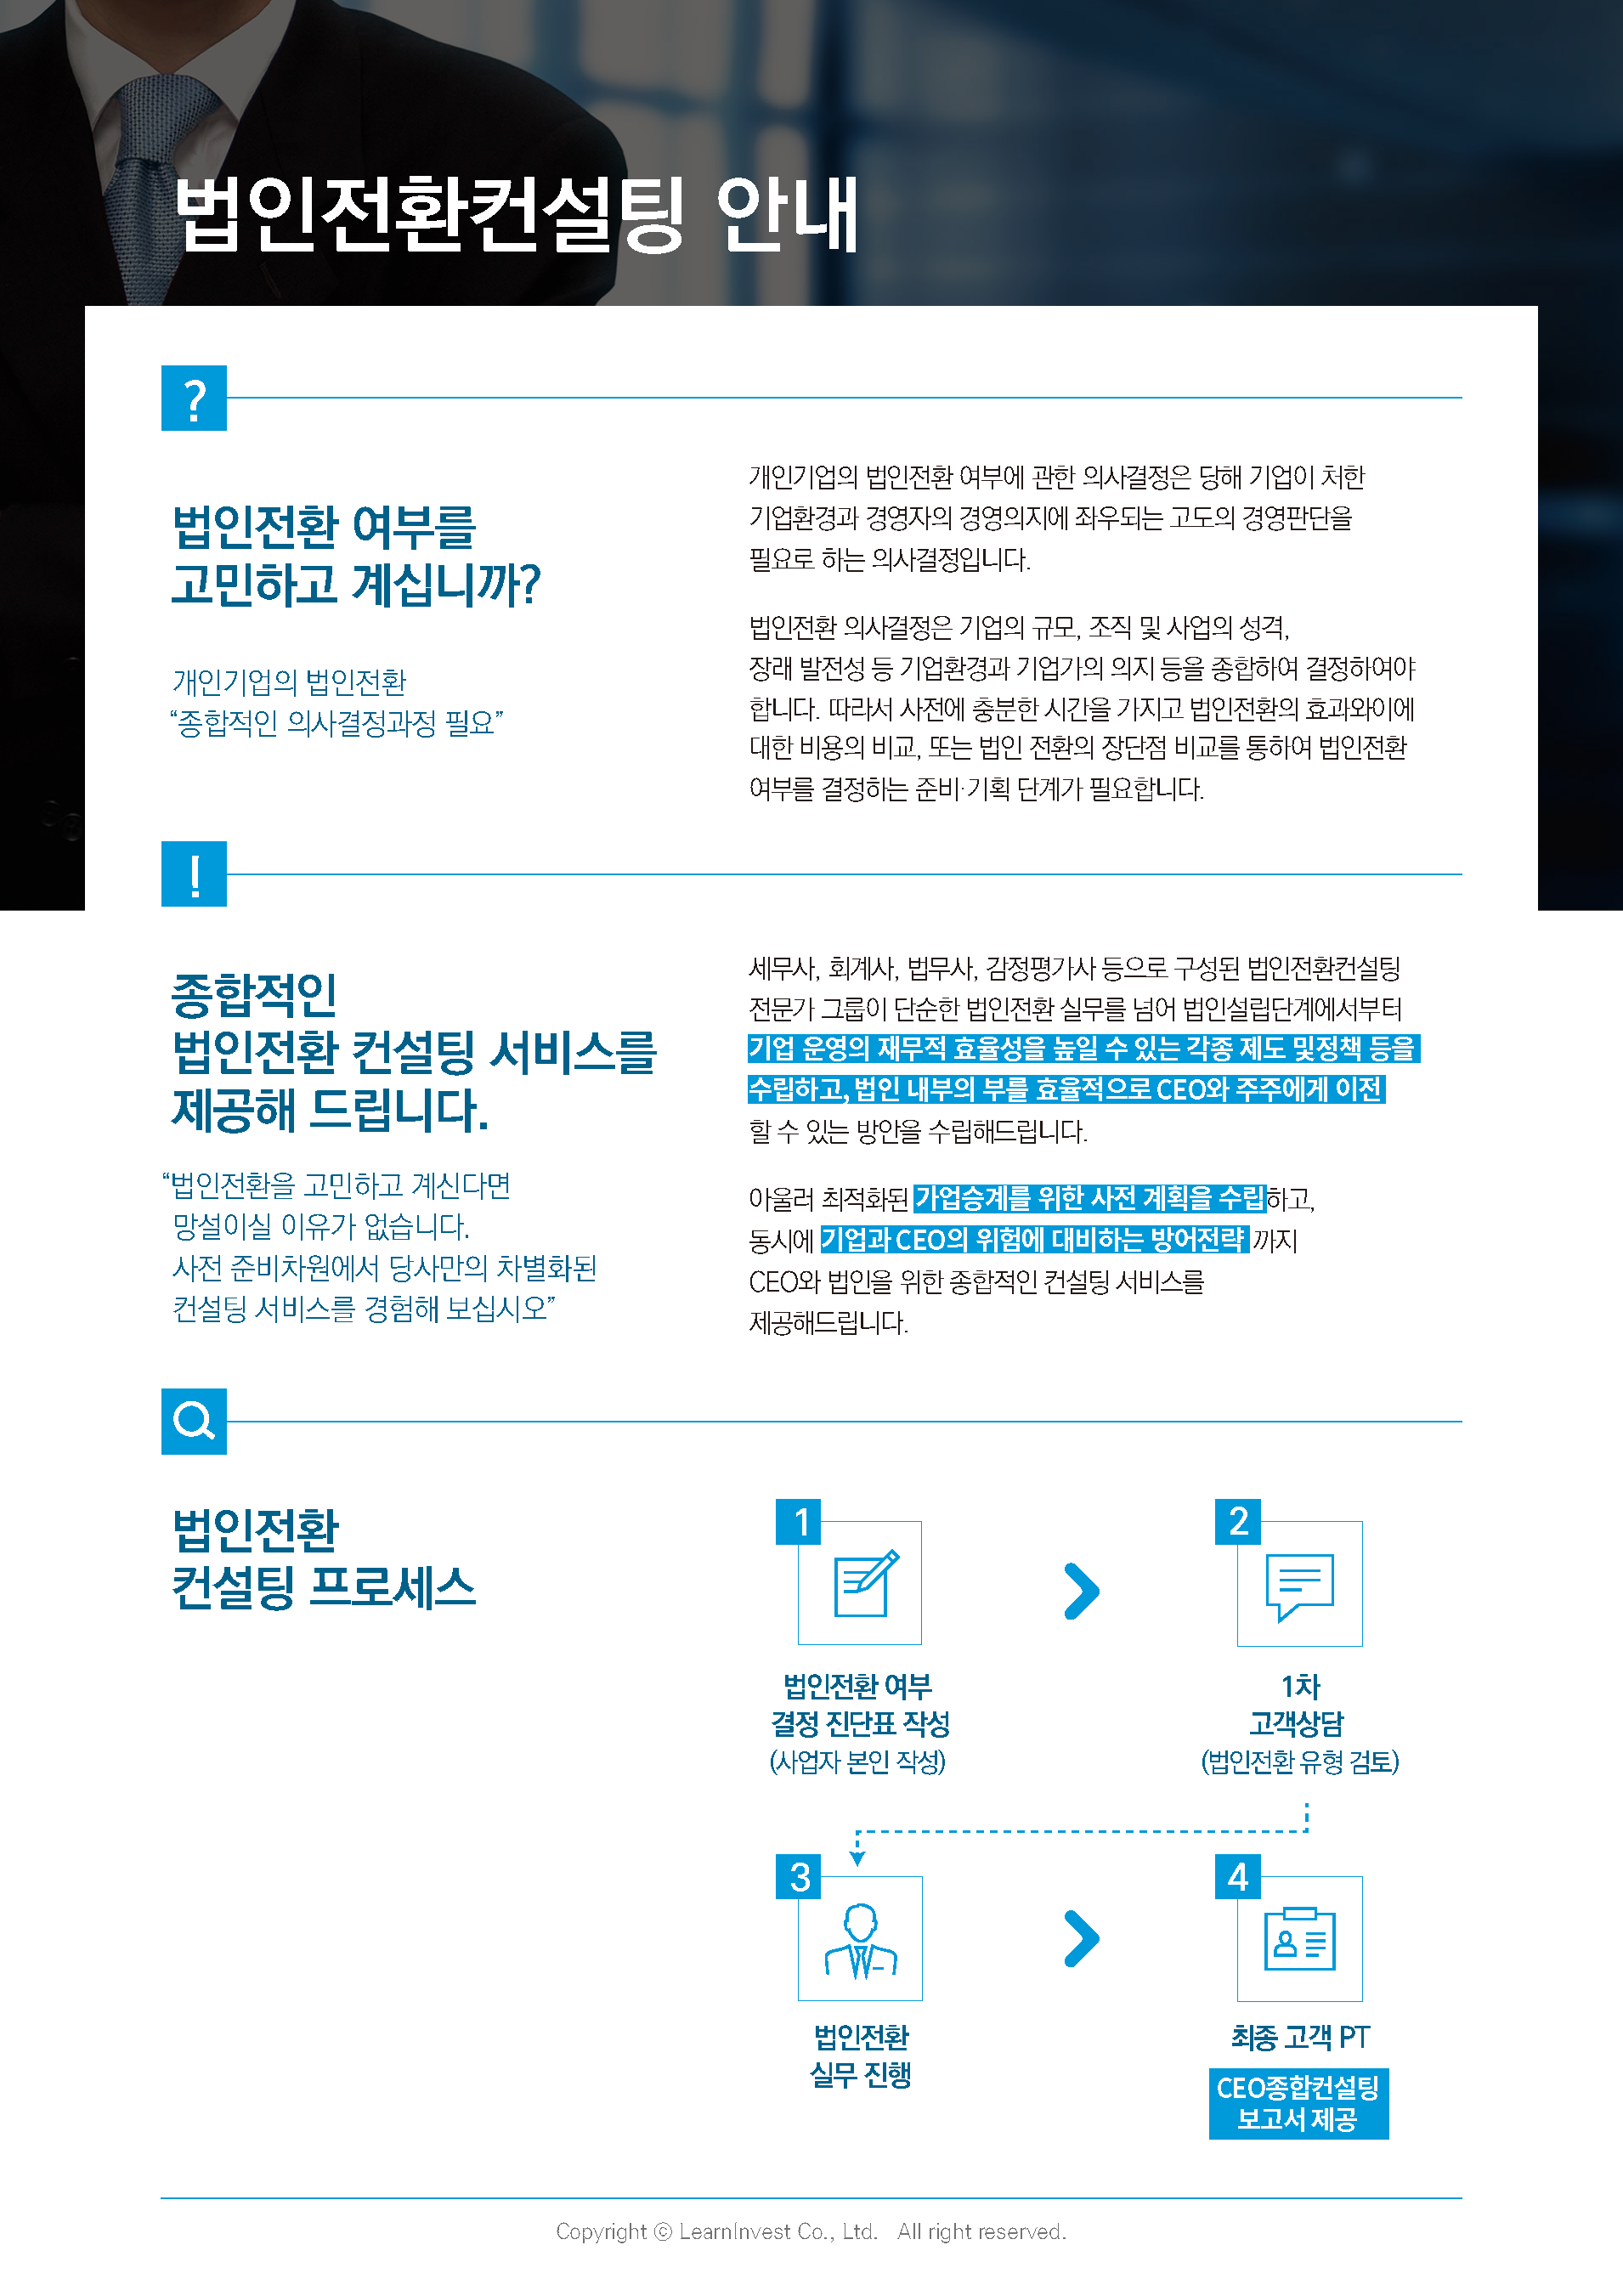 법인전환컨설팅 안내
?
법인전환 여부를
고민하고 계십니까?
개인기업의 법인전환
“종합적인 의사결정과정 필요”
개인기업의 법인전환 여부에 관한 의사결정은 당해 기업이 처한
기업환경과 경영자의 경영의지에 좌우되는 고도의 경영판단을
필요로 하는 의사결정입니다.
법인전환 의사결정은 기업의 규모, 조직 및 사업의 성격,
장래 발전성 등 기업환경과 기업가의 의지 등을 종합하여 결정하여야
합니다. 따라서 사전에 충분한 시간을 가지고 법인전환의 효과와이에
대한 비용의 비교, 또는 법인 전환의 장단점 비교를 통하여 법인전환
여부를 결정하는 준비·기획 단계가 필요합니다.
!
종합적인
법인전환 컨설팅 서비스를
제공해 드립니다.
“법인전환을 고민하고 계신다면
망설이실 이유가 없습니다.
사전 준비차원에서 당사만의 차별화된
컨설팅 서비스를 경험해 보십시오”
세무사, 회계사, 법무사, 감정평가사 등으로 구성된 법인전환컨설팅
전문가 그룹이 단순한 법인전환 실무를 넘어 법인설립단계에서부터
기업 운영의 재무적 효율성을 높일 수 있는 각종 제도 및정책 등을
수립하고, 법인 내부의 부를 효율적으로 CEO와 주주에게 이전
할 수 있는 방안을 수립해드립니다.
아울러 최적화된 가업승계를 위한 사전 계획을 수립하고,
동시에 기업과 CEO의 위험에 대비하는 방어전략 까지
CEO와 법인을 위한 종합적인 컨설팅 서비스를
제공해드립니다.
법인전환
컨설팅 프로세스
1
법인전환 여부
결정 진단표 작성
(사업자 본인 작성)
2
1차
고객상담
(법인전환 유형 검토)
3
법인전환
실무 진행
4
최종 고객 PT
CEO종합컨설팅
보고서 제공
Copyright ⓒ LearnInvest Co., Ltd. All right reserved.